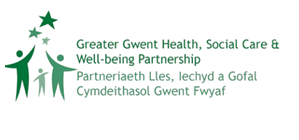 Greater Gwent Health, Social Care &
Well-being Partnership
Partneriaeth Lles, Iechyd a Gofal
Cymdeithasol Gwent Fwyaf